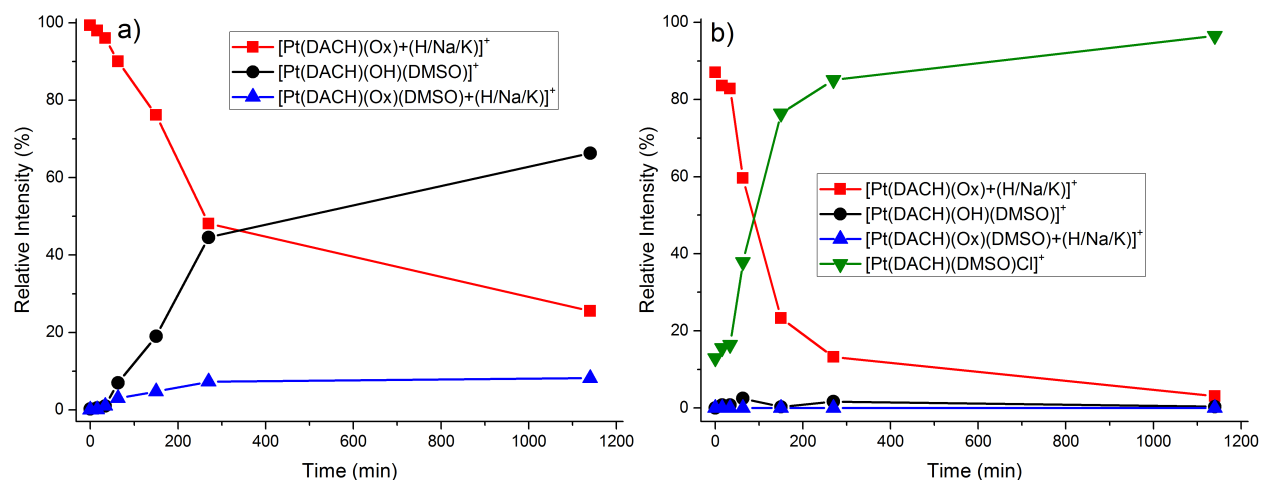 a)
[Pt(DACH)(Ox)+(H/Na/K)]⁺
[Pt(DACH)(OH)(DMSO)]⁺
[Pt(DACH)(Ox)(DMSO)+(H/Na/K)]⁺
100
80
60
40
20
0
Relative Intensity (%)
0 200 400 600 800 1000 1200
Time (min)
b)
[Pt(DACH)(Ox)+(H/Na/K)]⁺
[Pt(DACH)(OH)(DMSO)]⁺
[Pt(DACH)(Ox)(DMSO)+(H/Na/K)]⁺
[Pt(DACH)(DMSO)Cl]⁺
100
80
60
40
20
0
Relative Intensity (%)
0 200 400 600 800 1000 1200
Time (min)